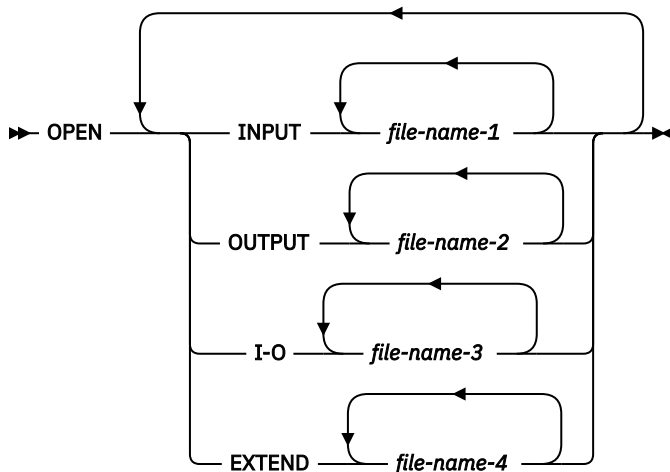 OPEN INPUT file-name-1
OUTPUT file-name-2
I-O file-name-3
EXTEND file-name-4